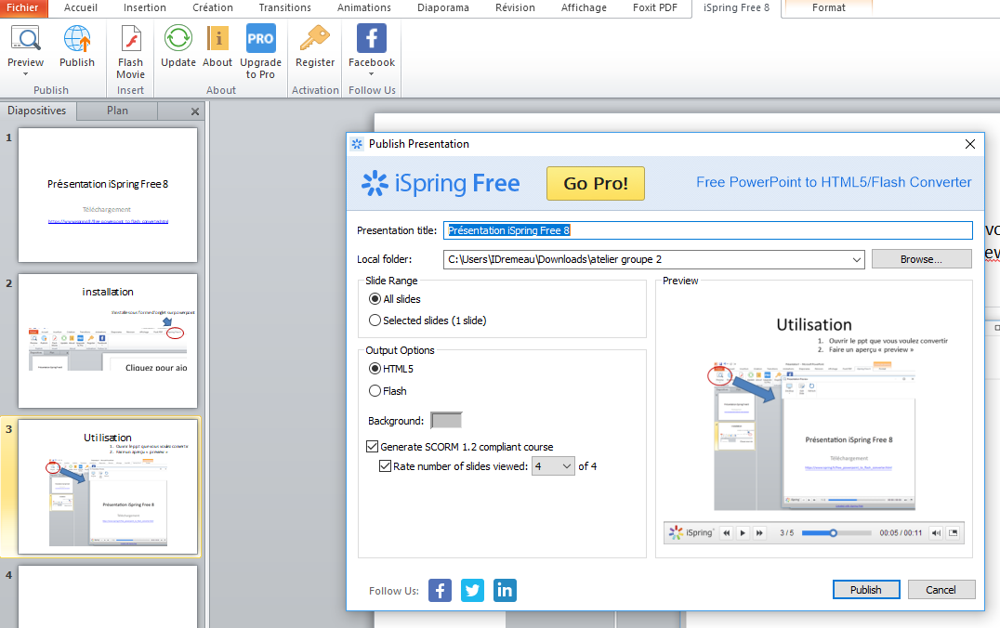 Fichier Accueil Insertion Création Transitions Animations Diaporama Révision Affichage Foxit PDF iSpring Free 8 Format
Preview Publish Flash Movie Update About Upgrade to Pro Register Facebook
PRO
Publish Insert About Activation Follow Us
Diapositives Plan
1
Présentation iSpring Free 8
Téléchargement
2
installation
S'installe sous forme d'onglet sur powerpoint
Cliquez pour ajo
3
Utilisation
1. Ouvrir le ppt que vous voulez convertir
2. Faire un aperçu « preview »
Présentation iSpring Free 8
Téléchargement
4
Publish Presentation
iSpring Free Go Pro! Free PowerPoint to HTML5/Flash Converter
Presentation title: Présentation iSpring Free 8
Local folder: C:\Users\IDremeau\Downloads\atelier groupe 2 Browse...
Slide Range
All slides
Selected slides (1 slide)
Output Options
HTML5
Flash
Background:
Generate SCORM 1.2 compliant course
Rate number of slides viewed: 4 of 4
Preview
Utilisation
1. Ouvrir le ppt que vous voulez convertir
2. Faire un aperçu « preview »
Présentation iSpring Free 8
Téléchargement
iSpring 3 / 5 00:05 / 00:11
Follow Us: Publish Cancel